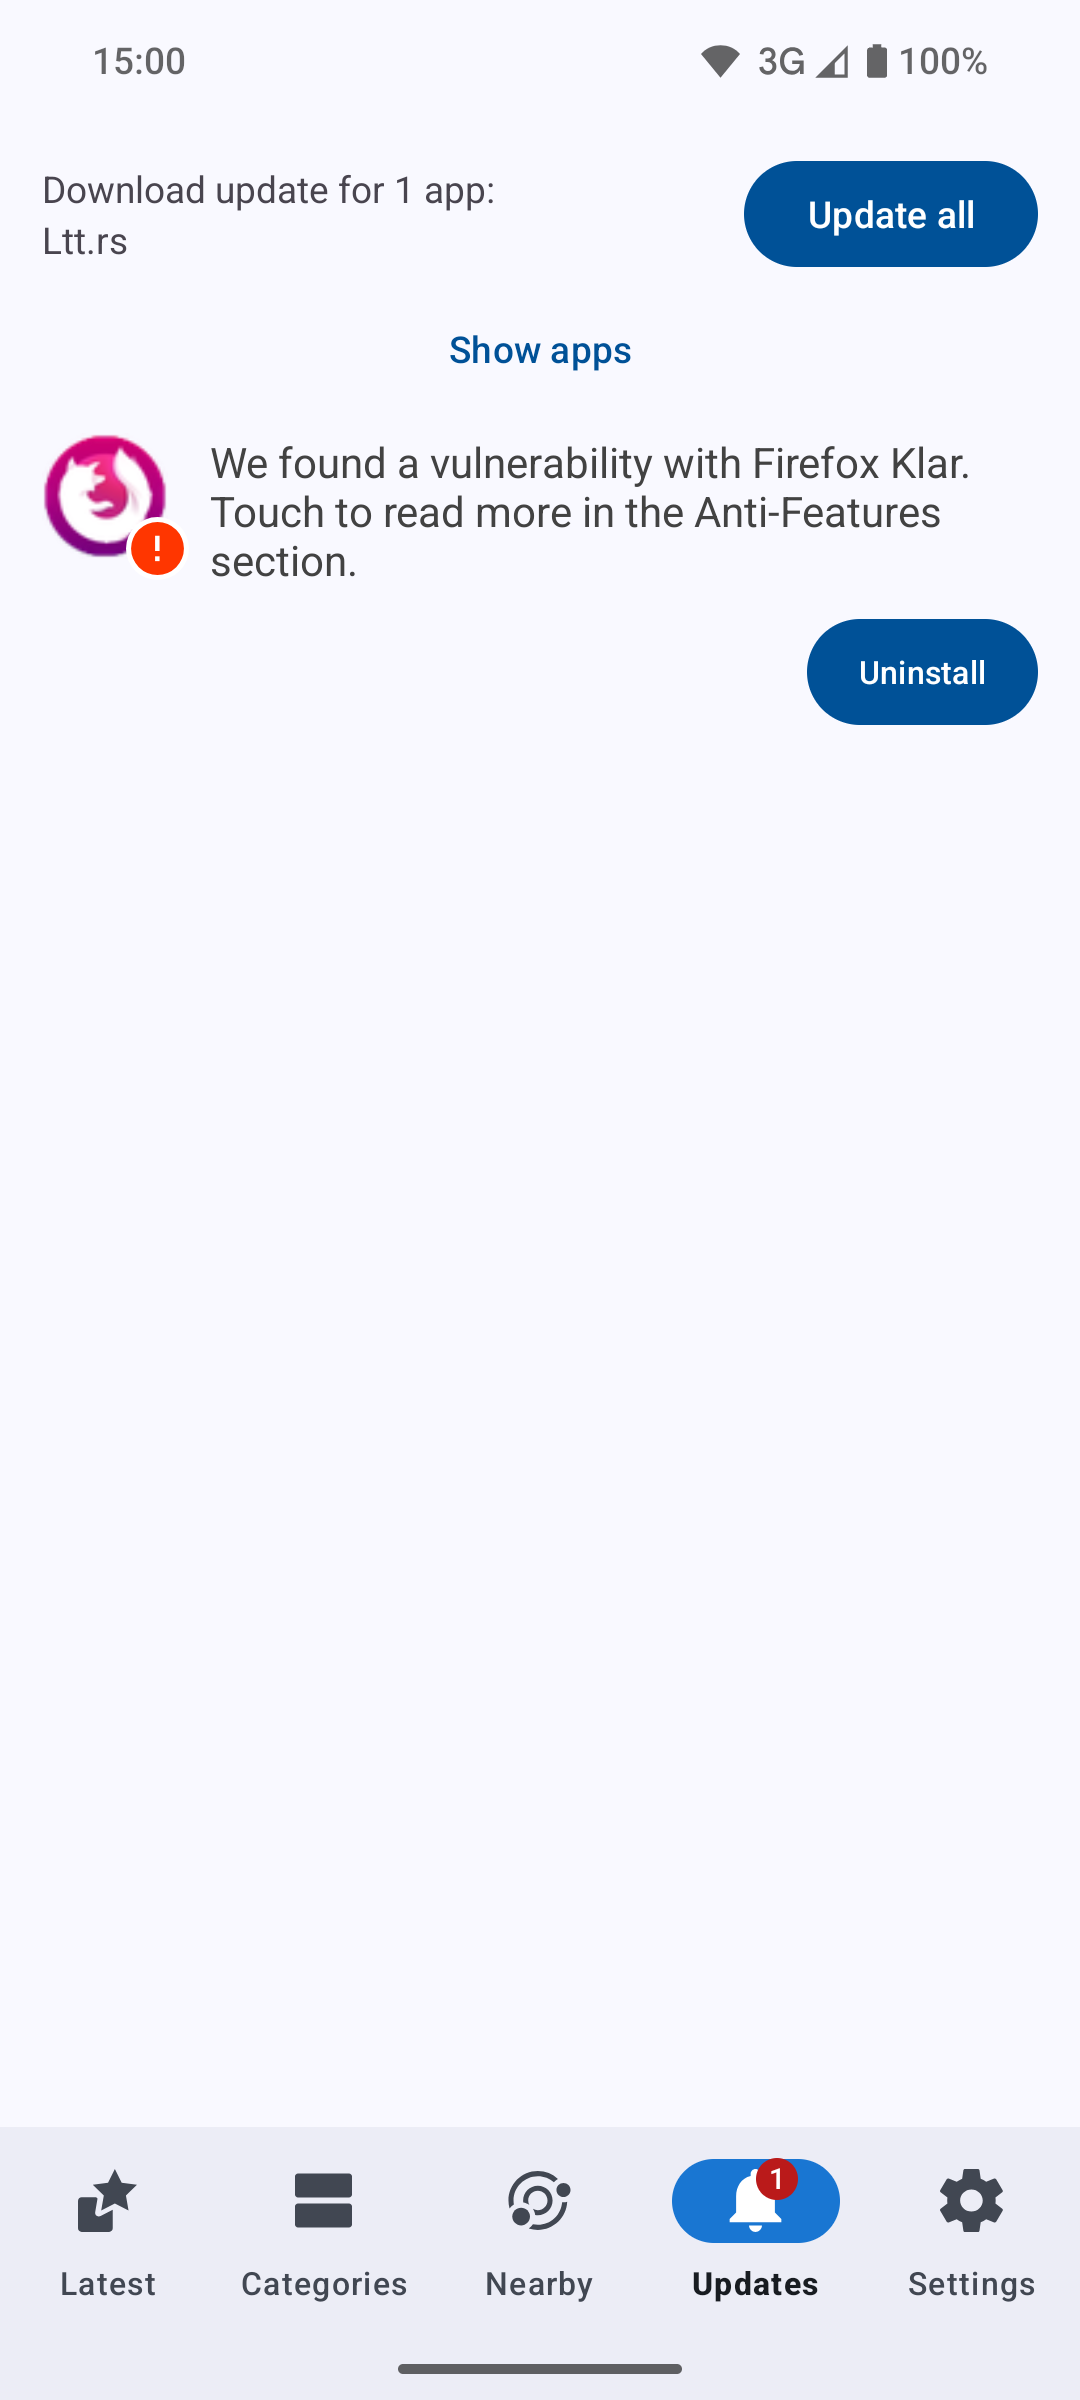 15:00
3G
100%
Download update for 1 app:
Ltt.rs
Update all
Show apps
We found a vulnerability with Firefox Klar.
Touch to read more in the Anti-Features
section.
!
Uninstall
1
Latest
Categories
Nearby
Updates
Settings